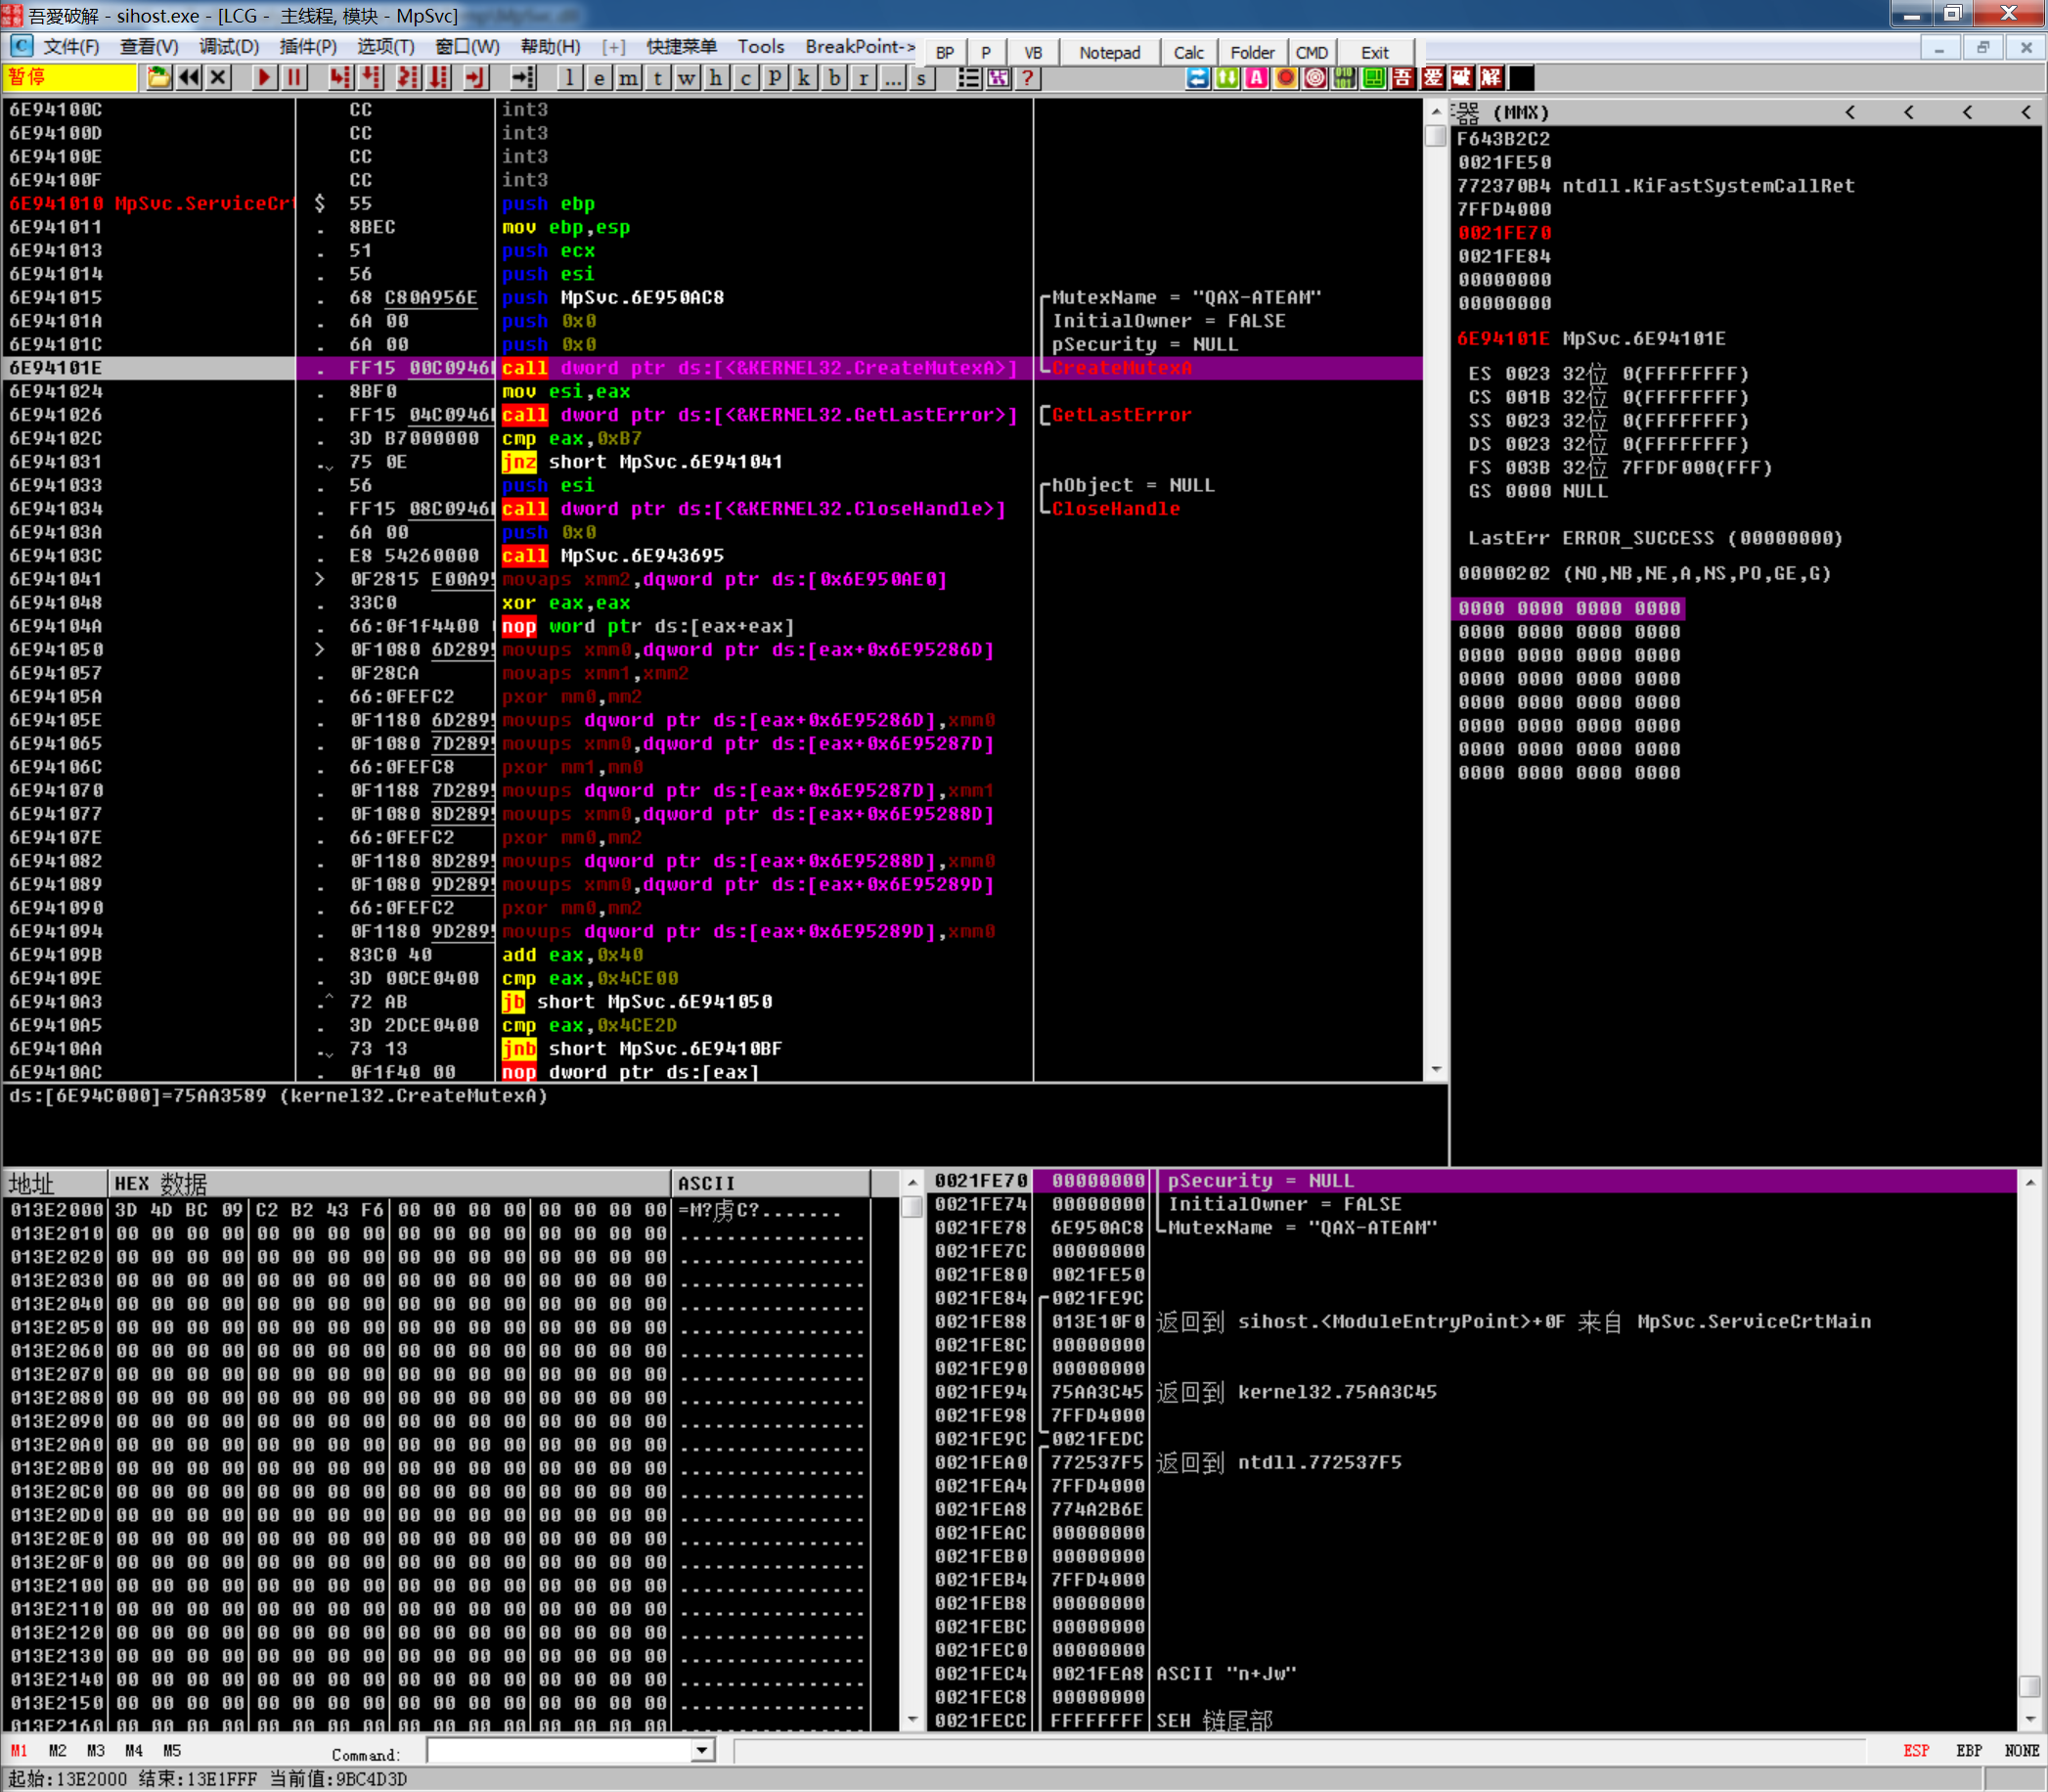 吾愛破解 - sihost.exe - [LCG - 主线程, 模块 - MpSvc]
文件(F) 查看(V) 调试(D) 插件(P) 选项(T) 窗口(W) 帮助(H) [+] 快捷菜单 Tools BreakPoint-> BP P VB Notepad Calc Folder CMD Exit
暂停 l e m t w h c p k b r ... s ? 吾 爱 破 解
6E94100C CC int3
6E94100D CC int3
6E94100E CC int3
6E94100F CC int3
6E941010 MpSvc.ServiceCrt $ 55 push ebp
6E941011 . 8BEC mov ebp,esp
6E941013 . 51 push ecx
6E941014 . 56 push esi
6E941015 . 68 C80A956E push MpSvc.6E950AC8 MutexName = "QAX-ATEAM"
6E94101A . 6A 00 push 0x0 InitialOwner = FALSE
6E94101C . 6A 00 push 0x0 pSecurity = NULL
6E94101E . FF15 00C0946 call dword ptr ds:[<&KERNEL32.CreateMutexA>] CreateMutexA
6E941024 . 8BF0 mov esi,eax
6E941026 . FF15 04C0946 call dword ptr ds:[<&KERNEL32.GetLastError>] GetLastError
6E94102C . 3D B7000000 cmp eax,0xB7
6E941031 . 75 0E jnz short MpSvc.6E941041
6E941033 . 56 push esi hObject = NULL
6E941034 . FF15 08C0946 call dword ptr ds:[<&KERNEL32.CloseHandle>] CloseHandle
6E94103A . 6A 00 push 0x0
6E94103C . E8 54260000 call MpSvc.6E943695
6E941041 > 0F2815 E00A9 movaps xmm2,dqword ptr ds:[0x6E950AE0]
6E941048 . 33C0 xor eax,eax
6E94104A . 66:0F1F4400 nop word ptr ds:[eax+eax]
6E941050 > 0F1080 6D289 movups xmm0,dqword ptr ds:[eax+0x6E95286D]
6E941057 . 0F28CA movaps xmm1,xmm2
6E94105A . 66:0FEFC2 pxor mm0,mm2
6E94105E . 0F1180 6D289 movups dqword ptr ds:[eax+0x6E95286D],xmm0
6E941065 . 0F1080 7D289 movups xmm0,dqword ptr ds:[eax+0x6E95287D]
6E94106C . 66:0FEFC8 pxor mm1,mm0
6E941070 . 0F1188 7D289 movups dqword ptr ds:[eax+0x6E95287D],xmm1
6E941077 . 0F1080 8D289 movups xmm0,dqword ptr ds:[eax+0x6E95288D]
6E94107E . 66:0FEFC2 pxor mm0,mm2
6E941082 . 0F1180 8D289 movups dqword ptr ds:[eax+0x6E95288D],xmm0
6E941089 . 0F1080 9D289 movups xmm0,dqword ptr ds:[eax+0x6E95289D]
6E941090 . 66:0FEFC2 pxor mm0,mm2
6E941094 . 0F1180 9D289 movups dqword ptr ds:[eax+0x6E95289D],xmm0
6E94109B . 83C0 40 add eax,0x40
6E94109E . 3D 00CE0400 cmp eax,0x4CE00
6E9410A3 .^ 72 AB jb short MpSvc.6E941050
6E9410A5 . 3D 2DCE0400 cmp eax,0x4CE2D
6E9410AA . 73 13 jnb short MpSvc.6E9410BF
6E9410AC . 0F1F40 00 nop dword ptr ds:[eax]
ds:[6E94C000]=75AA3589 (kernel32.CreateMutexA)
器 (MMX) < < < <
F643B2C2
0021FE50
772370B4 ntdll.KiFastSystemCallRet
7FFD4000
0021FE70
0021FE84
00000000
00000000
6E94101E MpSvc.6E94101E
ES 0023 32位 0(FFFFFFFF)
CS 001B 32位 0(FFFFFFFF)
SS 0023 32位 0(FFFFFFFF)
DS 0023 32位 0(FFFFFFFF)
FS 003B 32位 7FFDF000(FFF)
GS 0000 NULL
LastErr ERROR_SUCCESS (00000000)
00000202 (NO,NB,NE,A,NS,PO,GE,G)
0000 0000 0000 0000
0000 0000 0000 0000
0000 0000 0000 0000
0000 0000 0000 0000
0000 0000 0000 0000
0000 0000 0000 0000
0000 0000 0000 0000
0000 0000 0000 0000
地址 HEX 数据 ASCII
013E2000 3D 4D BC 09 C2 B2 43 F6 00 00 00 00 00 00 00 00 =M?虏C?.......
013E2010 00 00 00 00 00 00 00 00 00 00 00 00 00 00 00 00 ................
013E2020 00 00 00 00 00 00 00 00 00 00 00 00 00 00 00 00 ................
013E2030 00 00 00 00 00 00 00 00 00 00 00 00 00 00 00 00 ................
013E2040 00 00 00 00 00 00 00 00 00 00 00 00 00 00 00 00 ................
013E2050 00 00 00 00 00 00 00 00 00 00 00 00 00 00 00 00 ................
013E2060 00 00 00 00 00 00 00 00 00 00 00 00 00 00 00 00 ................
013E2070 00 00 00 00 00 00 00 00 00 00 00 00 00 00 00 00 ................
013E2080 00 00 00 00 00 00 00 00 00 00 00 00 00 00 00 00 ................
013E2090 00 00 00 00 00 00 00 00 00 00 00 00 00 00 00 00 ................
013E20A0 00 00 00 00 00 00 00 00 00 00 00 00 00 00 00 00 ................
013E20B0 00 00 00 00 00 00 00 00 00 00 00 00 00 00 00 00 ................
013E20C0 00 00 00 00 00 00 00 00 00 00 00 00 00 00 00 00 ................
013E20D0 00 00 00 00 00 00 00 00 00 00 00 00 00 00 00 00 ................
013E20E0 00 00 00 00 00 00 00 00 00 00 00 00 00 00 00 00 ................
013E20F0 00 00 00 00 00 00 00 00 00 00 00 00 00 00 00 00 ................
013E2100 00 00 00 00 00 00 00 00 00 00 00 00 00 00 00 00 ................
013E2110 00 00 00 00 00 00 00 00 00 00 00 00 00 00 00 00 ................
013E2120 00 00 00 00 00 00 00 00 00 00 00 00 00 00 00 00 ................
013E2130 00 00 00 00 00 00 00 00 00 00 00 00 00 00 00 00 ................
013E2140 00 00 00 00 00 00 00 00 00 00 00 00 00 00 00 00 ................
013E2150 00 00 00 00 00 00 00 00 00 00 00 00 00 00 00 00 ................
013E2160 00 00 00 00 00 00 00 00 00 00 00 00 00 00 00 00 ................
0021FE70 00000000 pSecurity = NULL
0021FE74 00000000 InitialOwner = FALSE
0021FE78 6E950AC8 MutexName = "QAX-ATEAM"
0021FE7C 00000000
0021FE80 0021FE50
0021FE84 0021FE9C
0021FE88 013E10F0 返回到 sihost.<ModuleEntryPoint>+0F 来自 MpSvc.ServiceCrtMain
0021FE8C 00000000
0021FE90 00000000
0021FE94 75AA3C45 返回到 kernel32.75AA3C45
0021FE98 7FFD4000
0021FE9C 0021FEDC
0021FEA0 772537F5 返回到 ntdll.772537F5
0021FEA4 7FFD4000
0021FEA8 774A2B6E
0021FEAC 00000000
0021FEB0 00000000
0021FEB4 7FFD4000
0021FEB8 00000000
0021FEBC 00000000
0021FEC0 00000000
0021FEC4 0021FEA8 ASCII "n+Jw"
0021FEC8 00000000
0021FECC FFFFFFFF SEH 链尾部
M1 M2 M3 M4 M5 Command: ESP EBP NONE
起始:13E2000 结束:13E1FFF 当前值:9BC4D3D